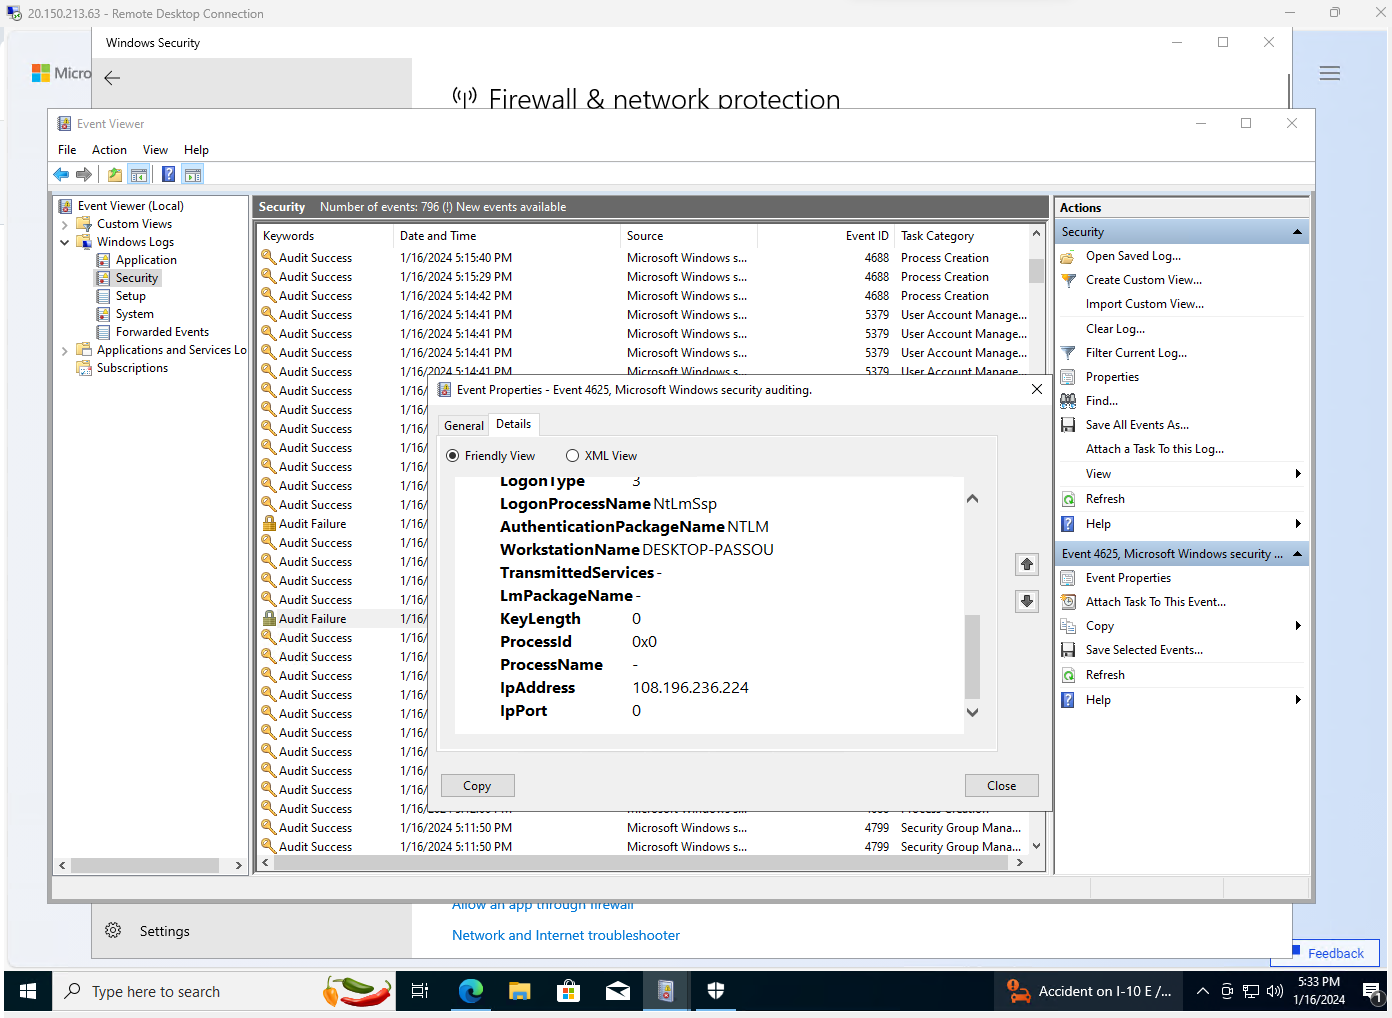 20.150.213.63 - Remote Desktop Connection
Windows Security
Micro
Firewall & network protection
Event Viewer
File Action View Help
Event Viewer (Local)
Custom Views
Windows Logs
Application
Security
Setup
System
Forwarded Events
Applications and Services Lo
Subscriptions
Security Number of events: 796 (!) New events available
Keywords Date and Time Source Event ID Task Category
Audit Success 1/16/2024 5:15:40 PM Microsoft Windows s... 4688 Process Creation
Audit Success 1/16/2024 5:15:29 PM Microsoft Windows s... 4688 Process Creation
Audit Success 1/16/2024 5:14:42 PM Microsoft Windows s... 4688 Process Creation
Audit Success 1/16/2024 5:14:41 PM Microsoft Windows s... 5379 User Account Manage...
Audit Success 1/16/2024 5:14:41 PM Microsoft Windows s... 5379 User Account Manage...
Audit Success 1/16/2024 5:14:41 PM Microsoft Windows s... 5379 User Account Manage...
Audit Success 1/16/2024 5:14:41 PM Microsoft Windows s... 5379 User Account Manage...
Audit Success 1/16/
Audit Success 1/16/
Audit Success 1/16/
Audit Success 1/16/
Audit Success 1/16/
Audit Success 1/16/
Audit Success 1/16/
Audit Failure 1/16/
Audit Success 1/16/
Audit Success 1/16/
Audit Success 1/16/
Audit Success 1/16/
Audit Failure 1/16/
Audit Success 1/16/
Audit Success 1/16/
Audit Success 1/16/
Audit Success 1/16/
Audit Success 1/16/
Audit Success 1/16/
Audit Success 1/16/
Audit Success 1/16/
Audit Success 1/16/
Audit Success
Audit Success 1/16/2024 5:11:50 PM Microsoft Windows s... 4799 Security Group Mana...
Audit Success 1/16/2024 5:11:50 PM Microsoft Windows s... 4799 Security Group Mana...
Event Properties - Event 4625, Microsoft Windows security auditing.
General Details
Friendly View XML View
LogonType 3
LogonProcessName NtLmSsp
AuthenticationPackageName NTLM
WorkstationName DESKTOP-PASSOU
TransmittedServices -
LmPackageName -
KeyLength 0
ProcessId 0x0
ProcessName -
IpAddress 108.196.236.224
IpPort 0
Copy Close
Actions
Security
Open Saved Log...
Create Custom View...
Import Custom View...
Clear Log...
Filter Current Log...
Properties
Find...
Save All Events As...
Attach a Task To this Log...
View
Refresh
Help
Event 4625, Microsoft Windows security ...
Event Properties
Attach Task To This Event...
Copy
Save Selected Events...
Refresh
Help
Allow an app through firewall
Settings
Network and Internet troubleshooter
Feedback
Type here to search
Accident on I-10 E /...
5:33 PM
1/16/2024
1